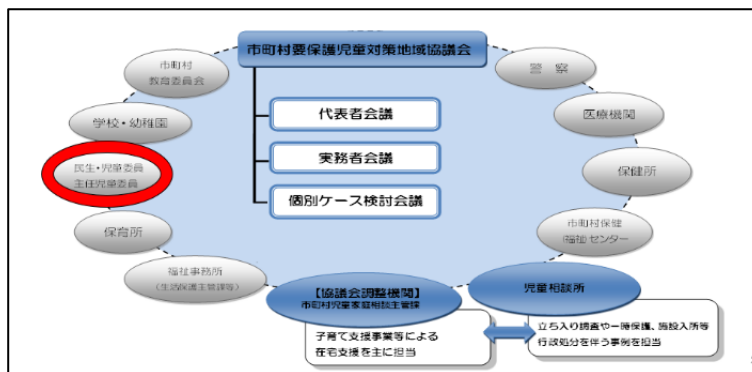 市町村要保護児童対策地域協議会
代表者会議
実務者会議
個別ケース検討会議
市町村
教育委員会
学校・幼稚園
民生・児童委員
主任児童委員
保育所
福祉事務所
(生活保護主管課等)
【協議会調整機関】
市町村児童家庭相談主管課
子育て支援事業等による
在宅支援を主に担当
児童相談所
立ち入り調査や一時保護、施設入所等
行政処分を伴う事例を担当
市町村保健
(福祉)センター
保健所
医療機関
警察